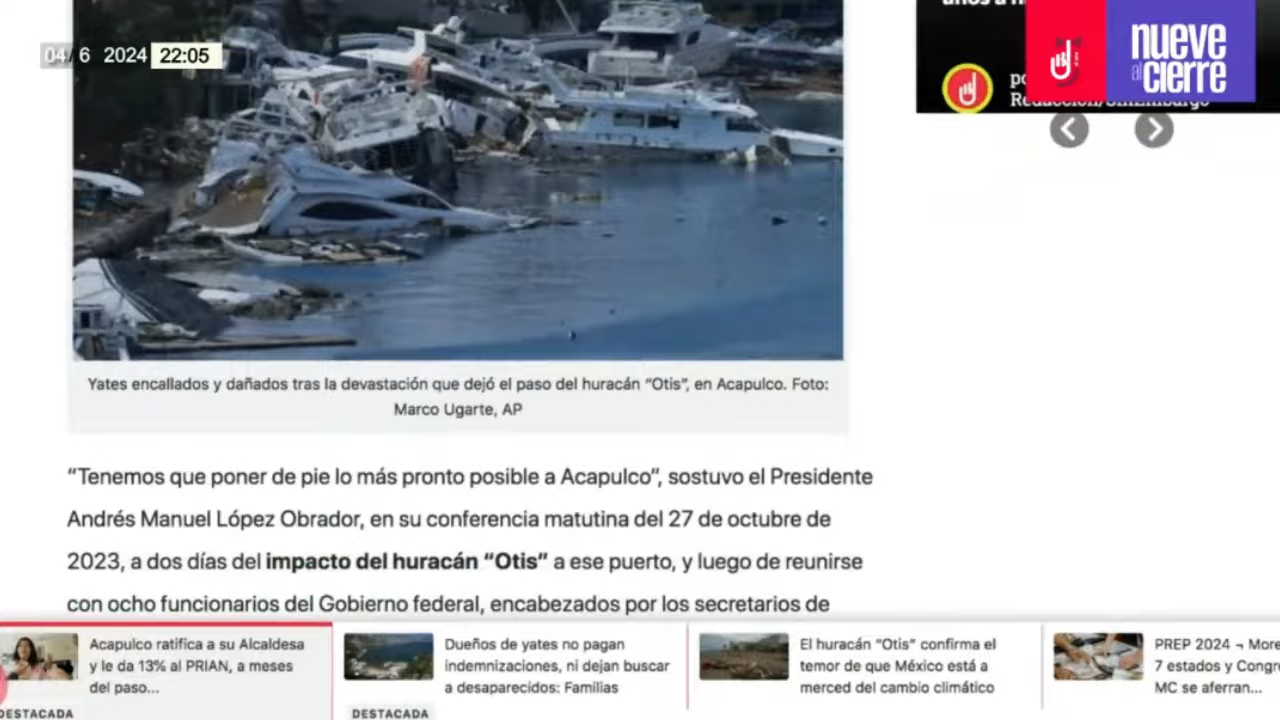 04/ 6 2024 22:05
nueve
al cierre
Redacción/SinEmbargo
Yates encallados y dañados tras la devastación que dejó el paso del huracán “Otis”, en Acapulco. Foto:
Marco Ugarte, AP
“Tenemos que poner de pie lo más pronto posible a Acapulco”, sostuvo el Presidente
Andrés Manuel López Obrador, en su conferencia matutina del 27 de octubre de
2023, a dos días del impacto del huracán “Otis” a ese puerto, y luego de reunirse
con ocho funcionarios del Gobierno federal, encabezados por los secretarios de
Acapulco ratifica a su Alcaldesa
y le da 13% al PRIAN, a meses
del paso...
DESTACADA
Dueños de yates no pagan
indemnizaciones, ni dejan buscar
a desaparecidos: Familias
DESTACADA
El huracán “Otis” confirma el
temor de que México está a
merced del cambio climático
PREP 2024 ¬ More
7 estados y Congr
MC se aferran...